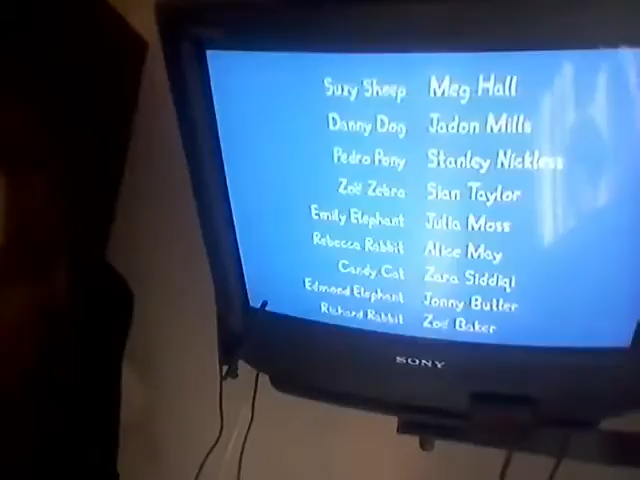 Suzy Sheep Meg Hall
Danny Dog Jadon Mills
Pedro Pony Stanley Nickless
Zoë Zebra Sian Taylor
Emily Elephant Julia Moss
Rebecca Rabbit Alice May
Candy Cat Zara Siddiqi
Edmond Elephant Jonny Butler
Richard Rabbit Zoë Baker
SONY